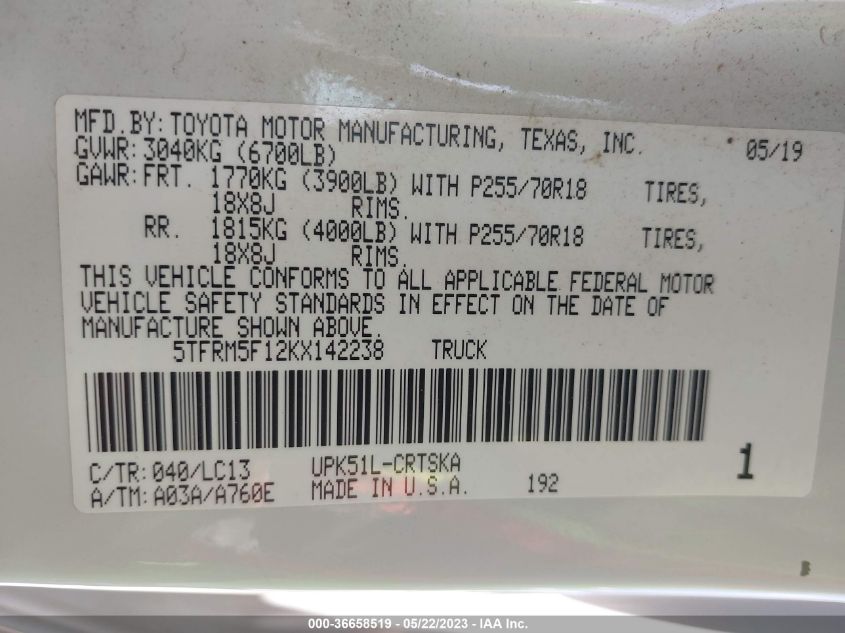 MFD.BY: TOYOTA MOTOR MANUFACTURING, TEXAS, INC. 05/19
GVWR: 3040KG (6700LB)
GAWR: FRT. 1770KG (3900LB) WITH P255/70R18 TIRES,
18X8J RIMS.
RR. 1815KG (4000LB) WITH P255/70R18 TIRES,
18X8J RIMS.
THIS VEHICLE CONFORMS TO ALL APPLICABLE FEDERAL MOTOR
VEHICLE SAFETY STANDARDS IN EFFECT ON THE DATE OF
MANUFACTURE SHOWN ABOVE.
5TFRM5F12KX142238 TRUCK
C/TR: 040/LC13 UPK51L-CRTSKA
A/TM: A03A/A760E MADE IN U.S.A. 192 1
000-36658519 - 05/22/2023 - IAA Inc.